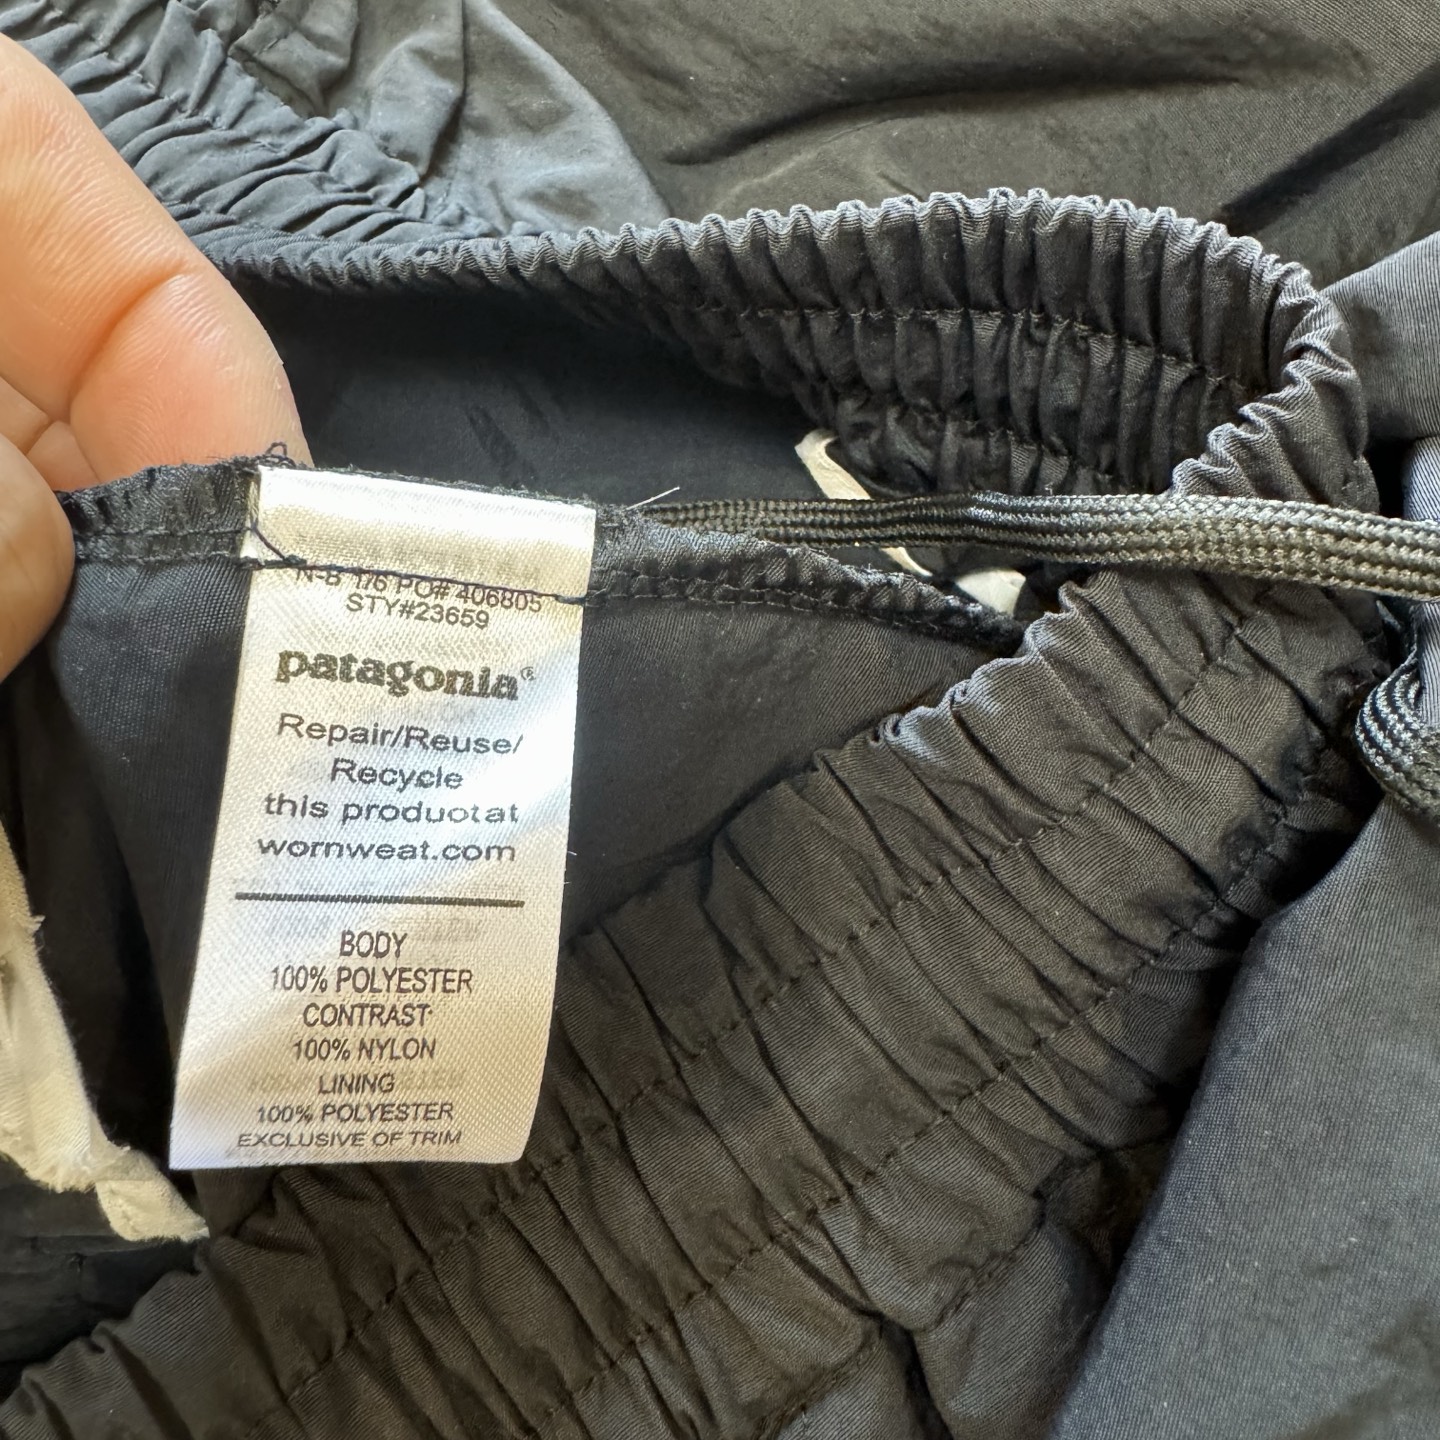 N-B 1/6 PO# 406805
STY#23659
patagonia®
Repair/Reuse/
Recycle
this produotat
wornweat.com
BODY
100% POLYESTER
CONTRAST
100% NYLON
LINING
100% POLYESTER
EXCLUSIVE OF TRIM